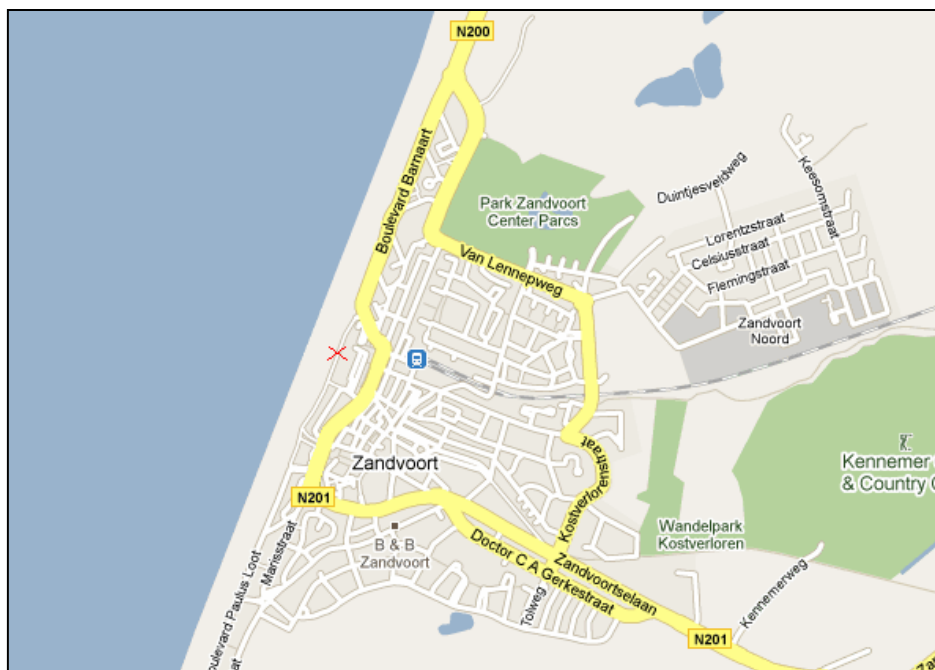 N200
Boulevard Barnaart
Park Zandvoort
Center Parcs
Duintjesveldweg
Keesomstraat
Lorentzstraat
Celsiusstraat
Flemingstraat
Van Lennepweg
Zandvoort
Noord
Zandvoort
Kostverlorenstraat
Kennemer
& Country
N201
Wandelpark
Kostverloren
B & B
Zandvoort
Marisstraat
Boulevard Paulus Loot
Doctor C A Gerkestraat
Zandvoortselaan
Tolweg
Kennemerweg
N201